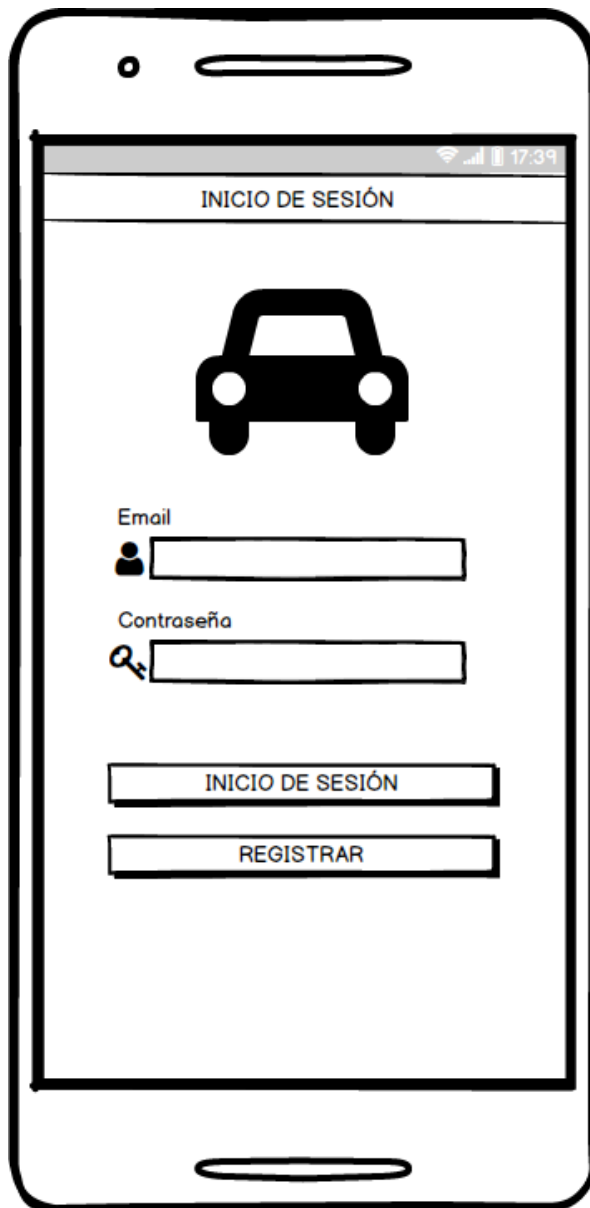 17:39
INICIO DE SESIÓN
Email
Contraseña
INICIO DE SESIÓN
REGISTRAR